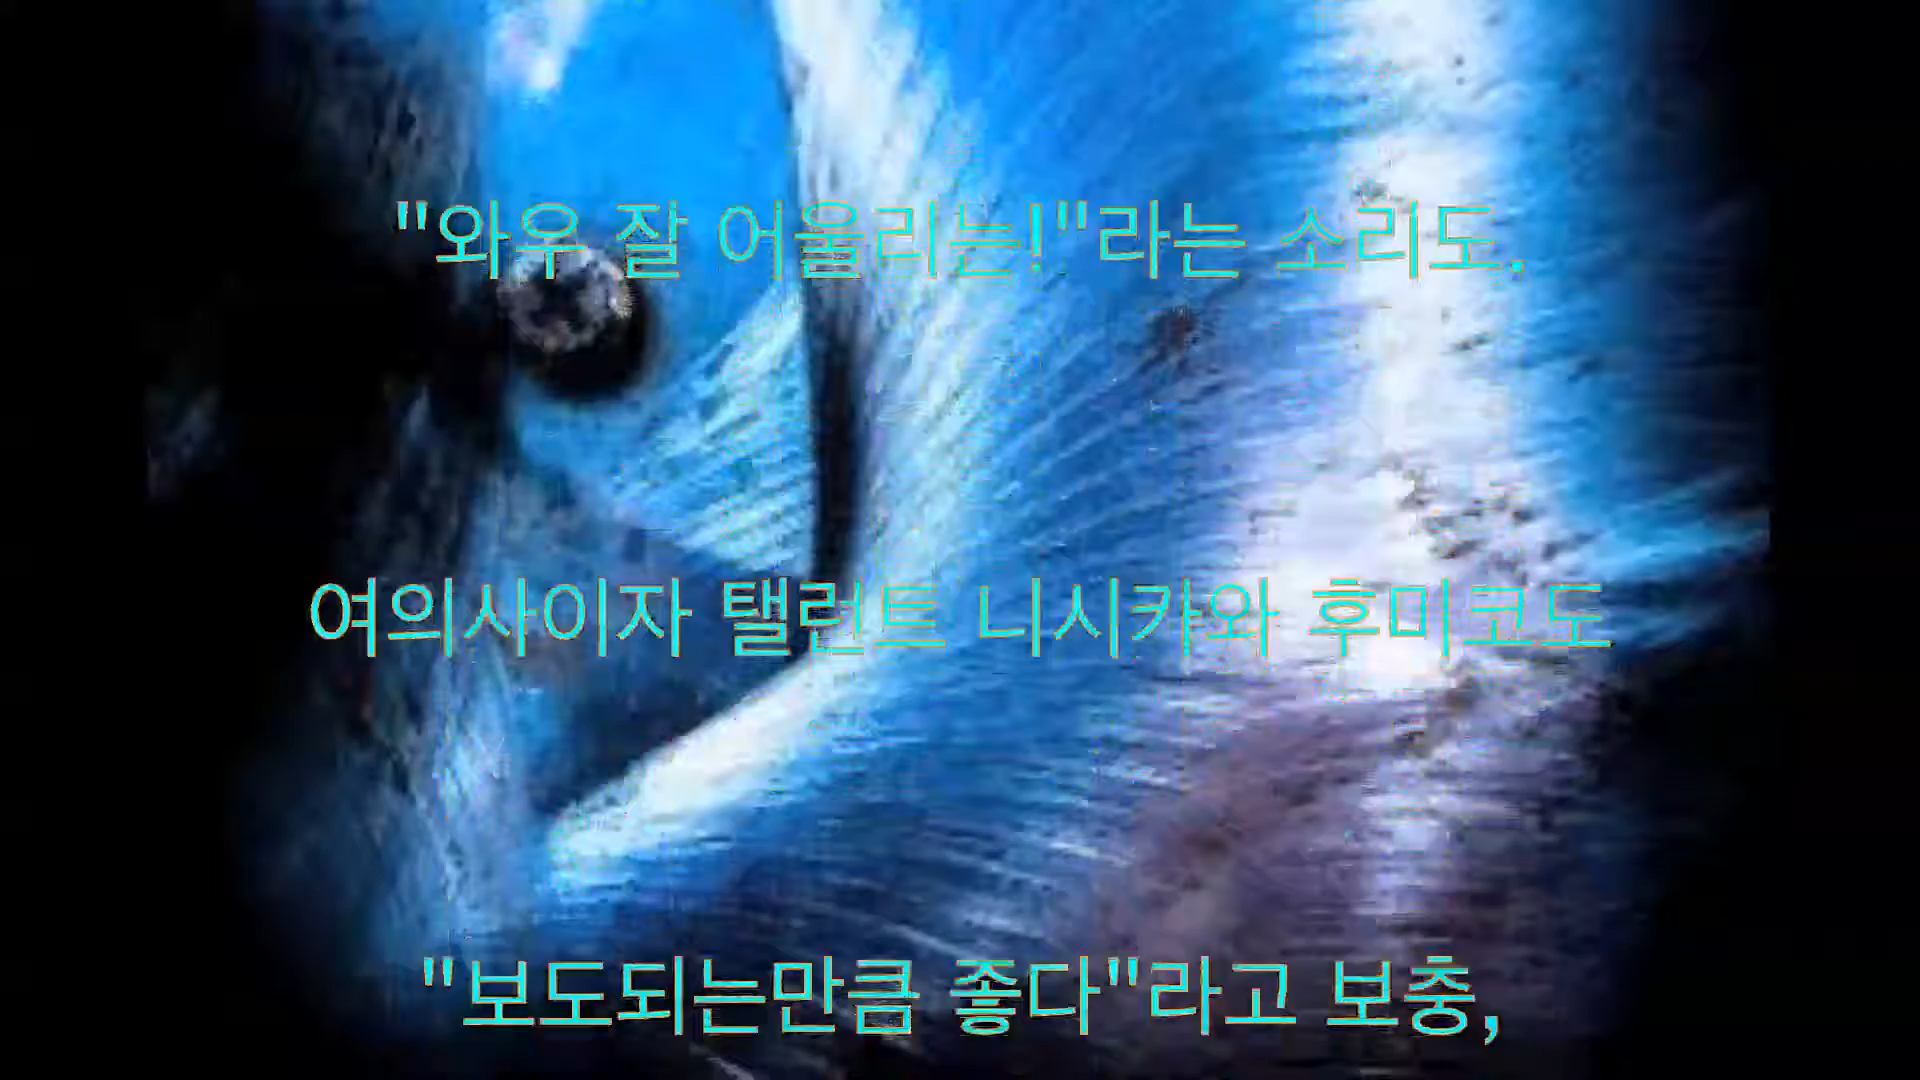 "와우 잘 어울리는!"라는 소리도.
여의사이자 탤런트 니시카와 후미코도
"보도되는만큼 좋다"라고 보충,